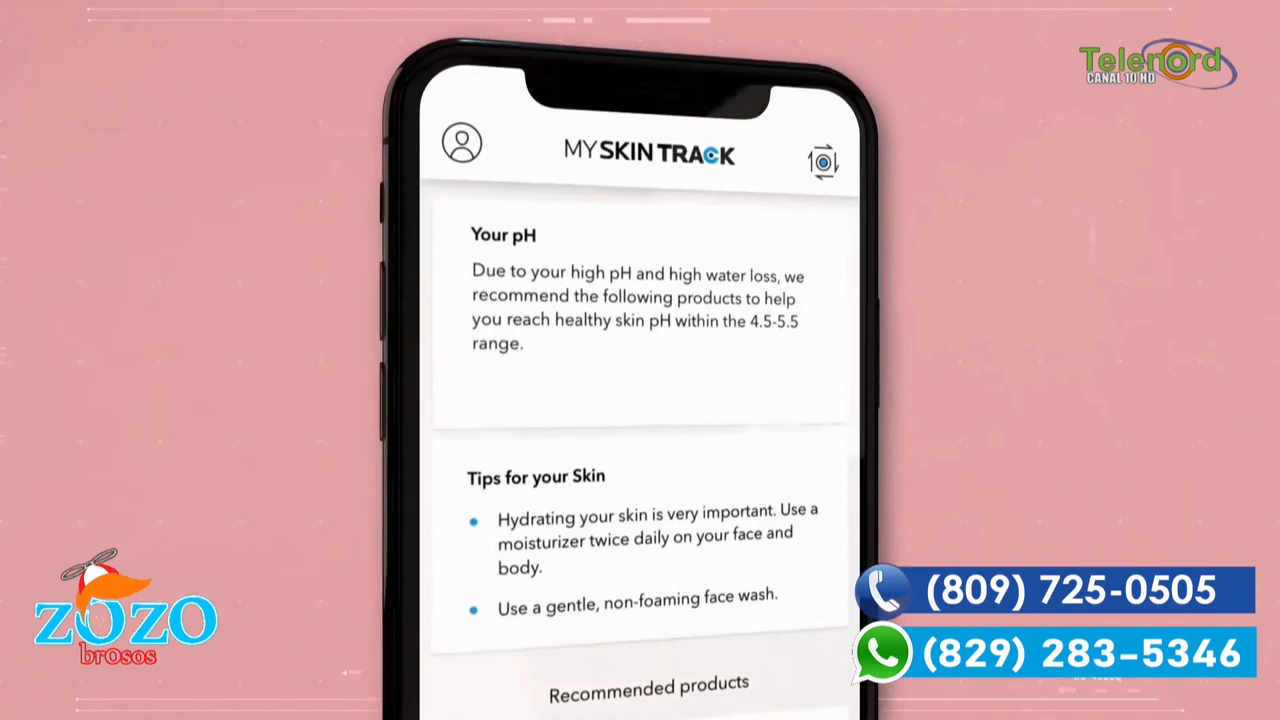 Telenord
CANAL 10 HD
MY SKIN TRACK
Your pH
Due to your high pH and high water loss, we
recommend the following products to help
you reach healthy skin pH within the 4.5-5.5
range.
Tips for your Skin
Hydrating your skin is very important. Use a
moisturizer twice daily on your face and
body.
Use a gentle, non-foaming face wash.
Recommended products
ZOZO
brOsos
(809) 725-0505
(829) 283-5346